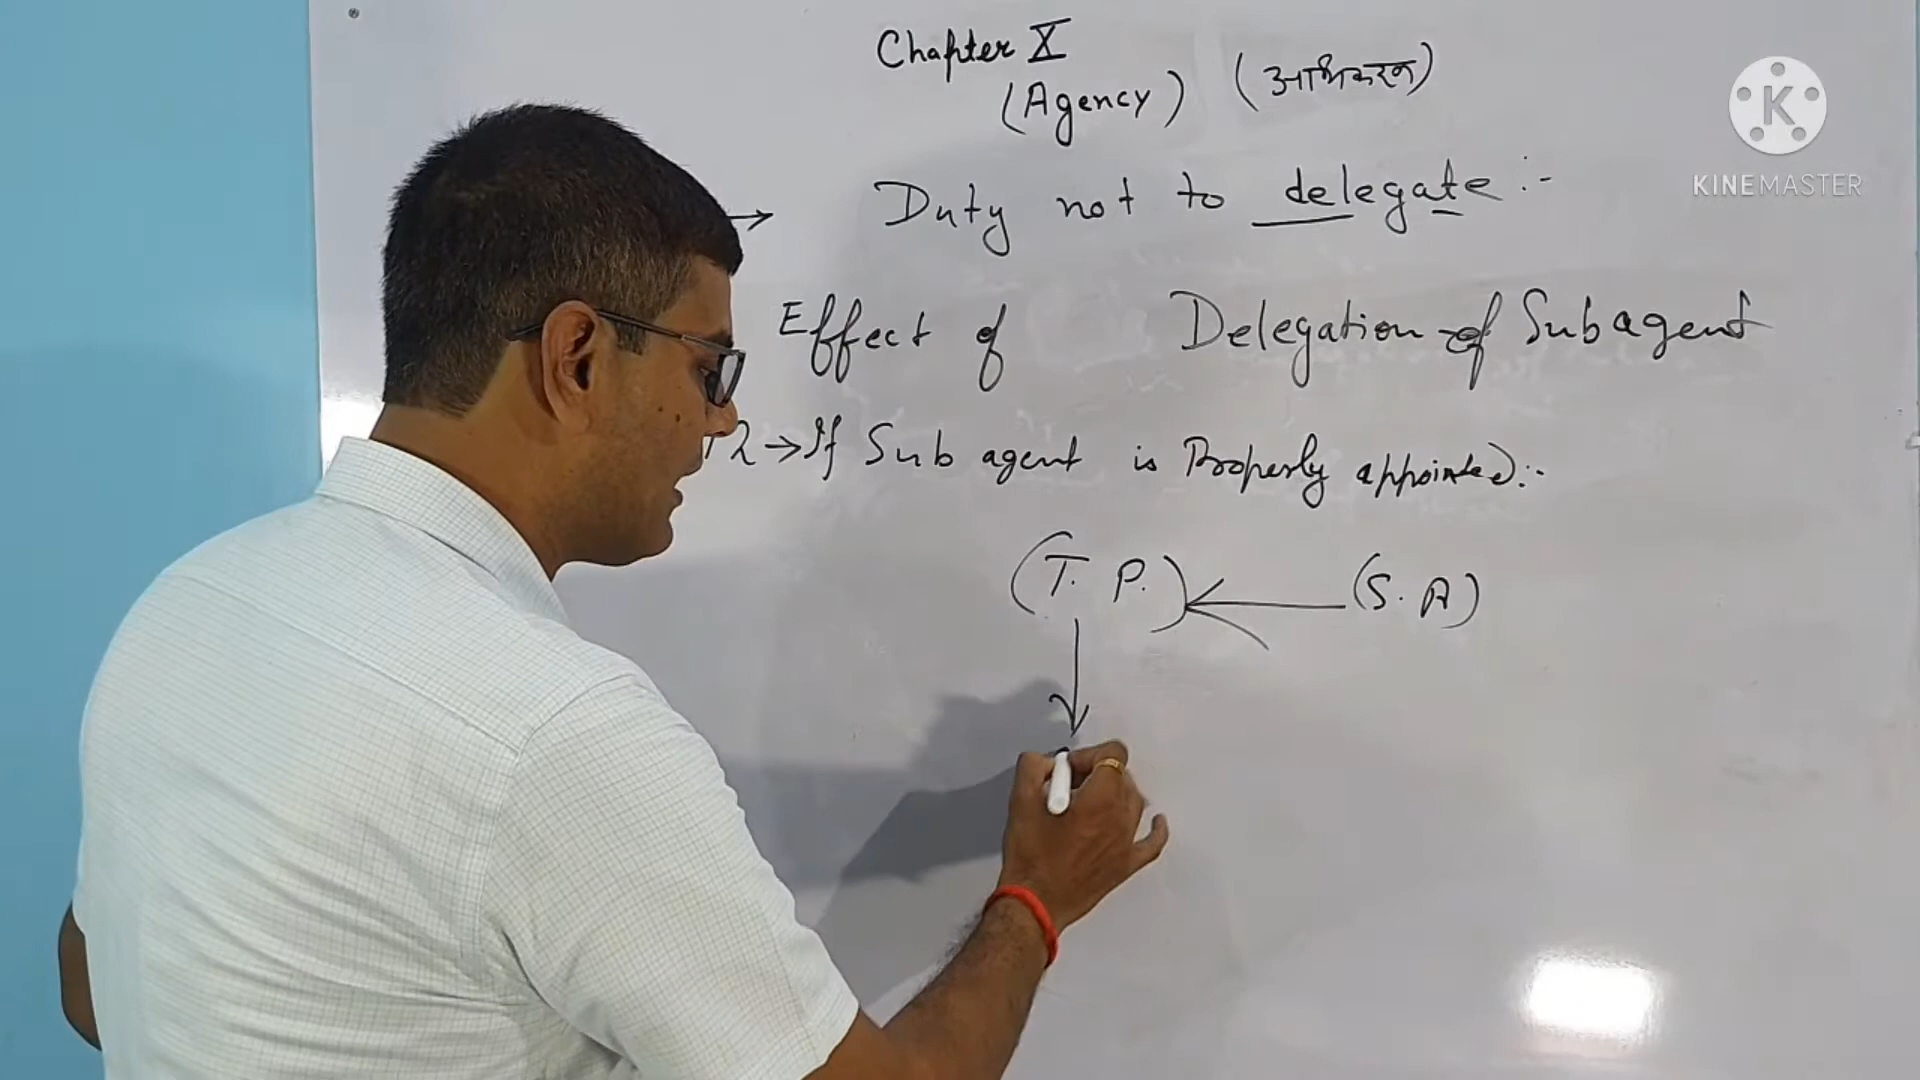 Chapter X
(Agency) (अभिकरण)
K
KINEMASTER
→ Duty not to delegate :-
Effect of Delegation of Subagent
2 → If Sub agent is Properly appointed :-
(T. P.) ← (S. A)